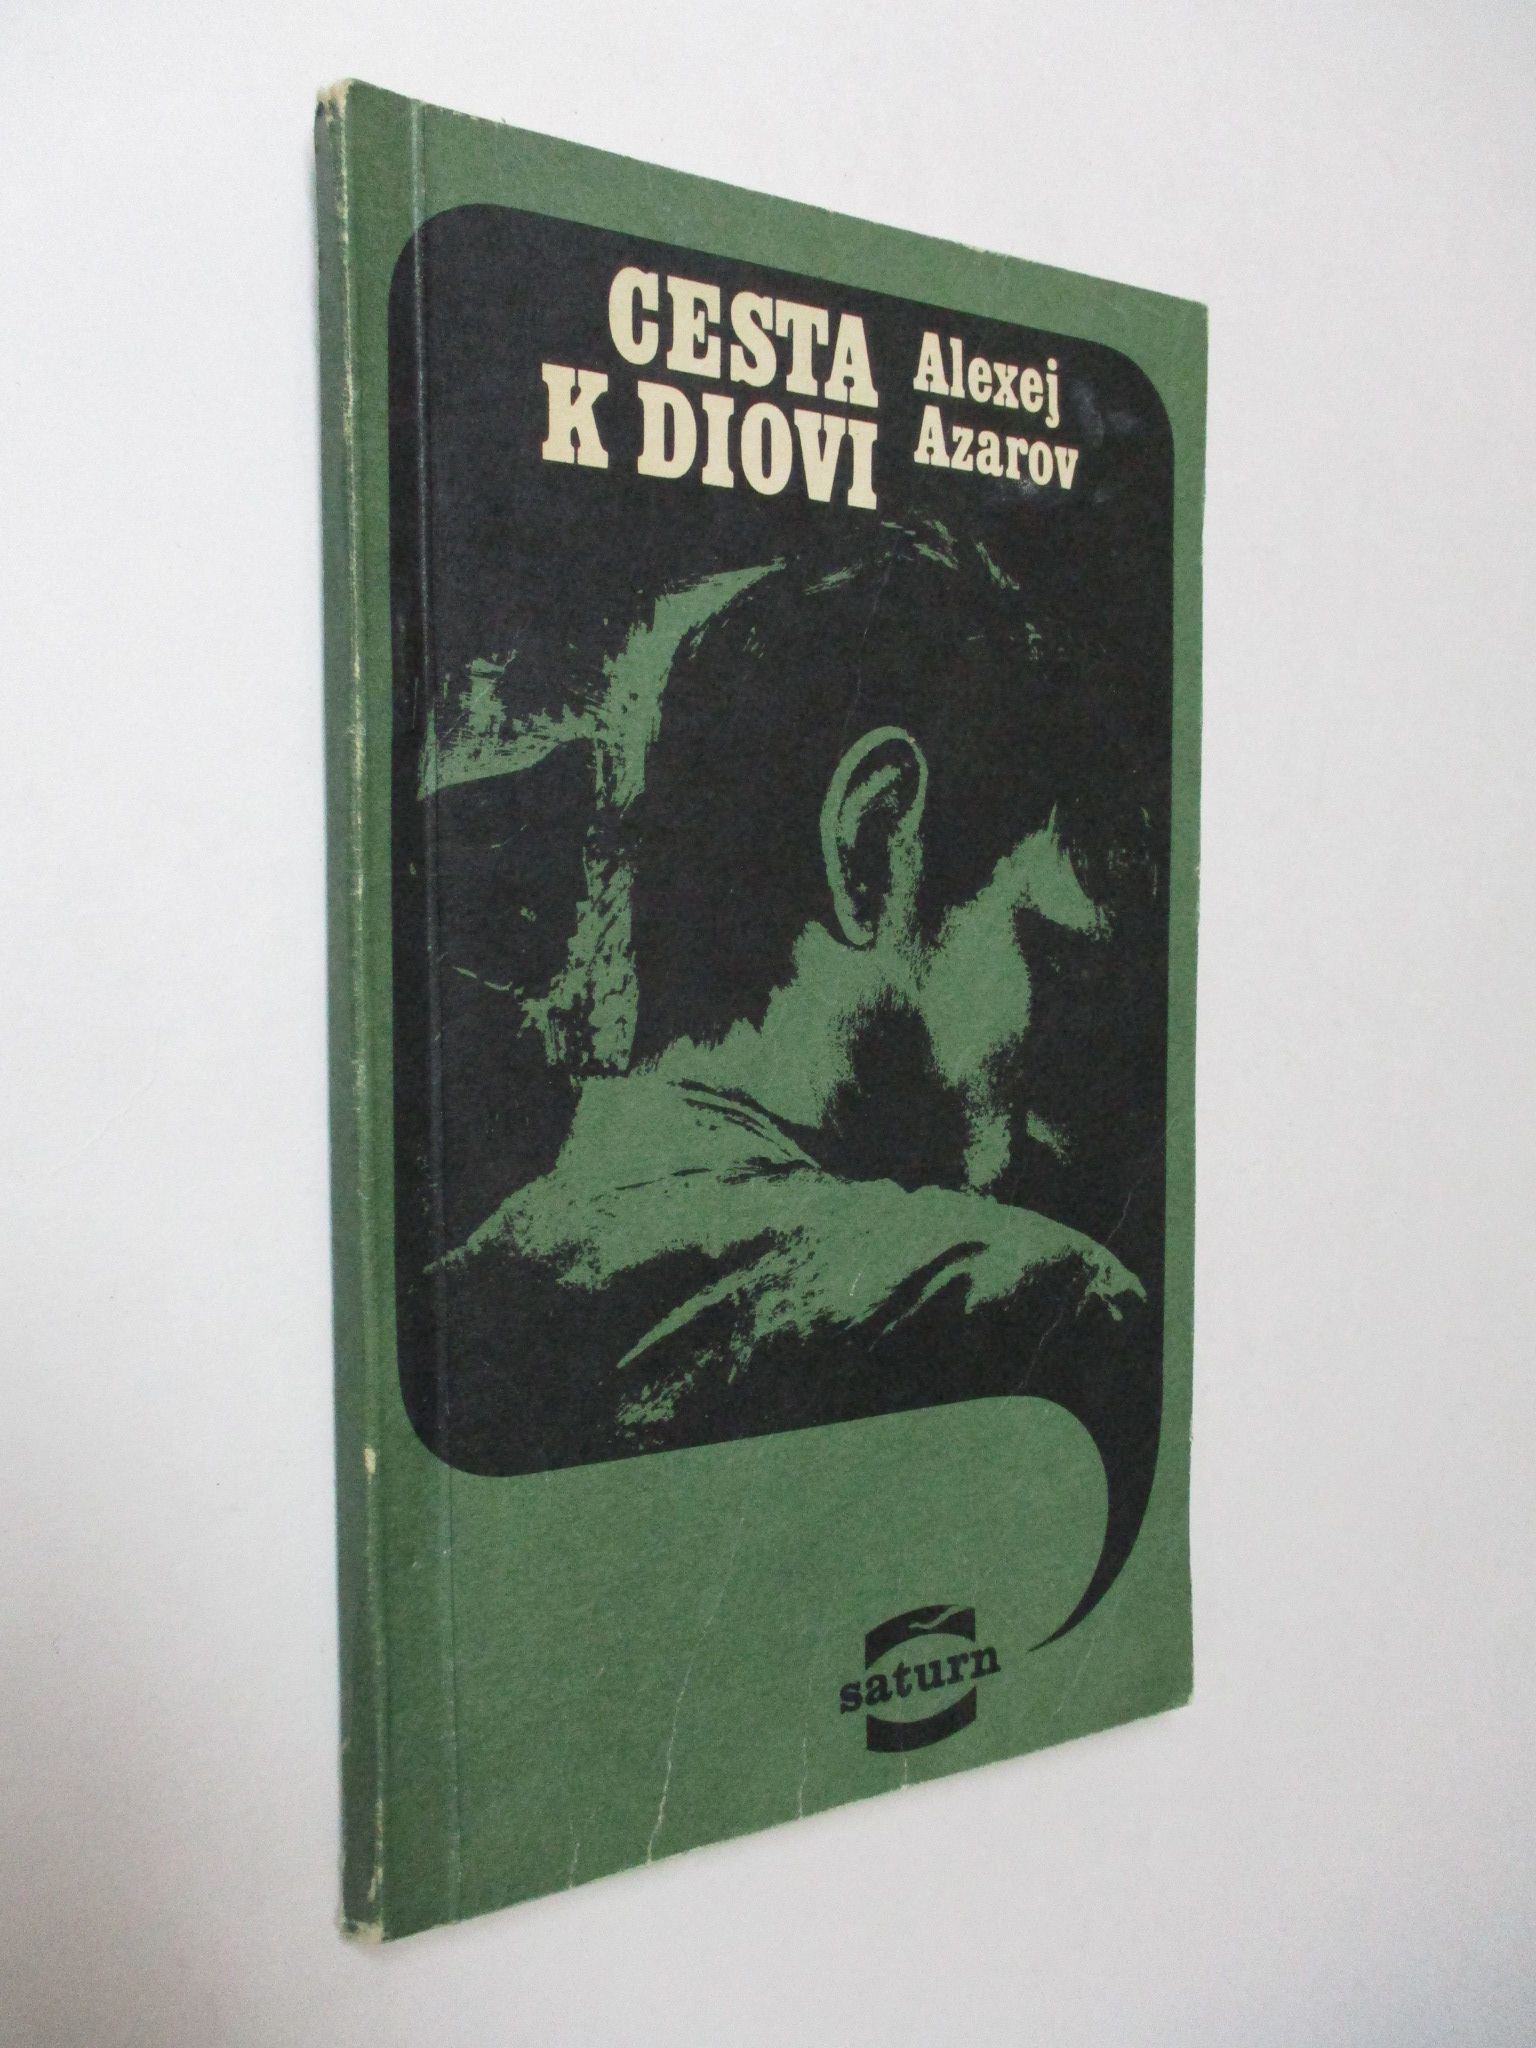 CESTA
K DIOVI
Alexej
Azarov
saturn